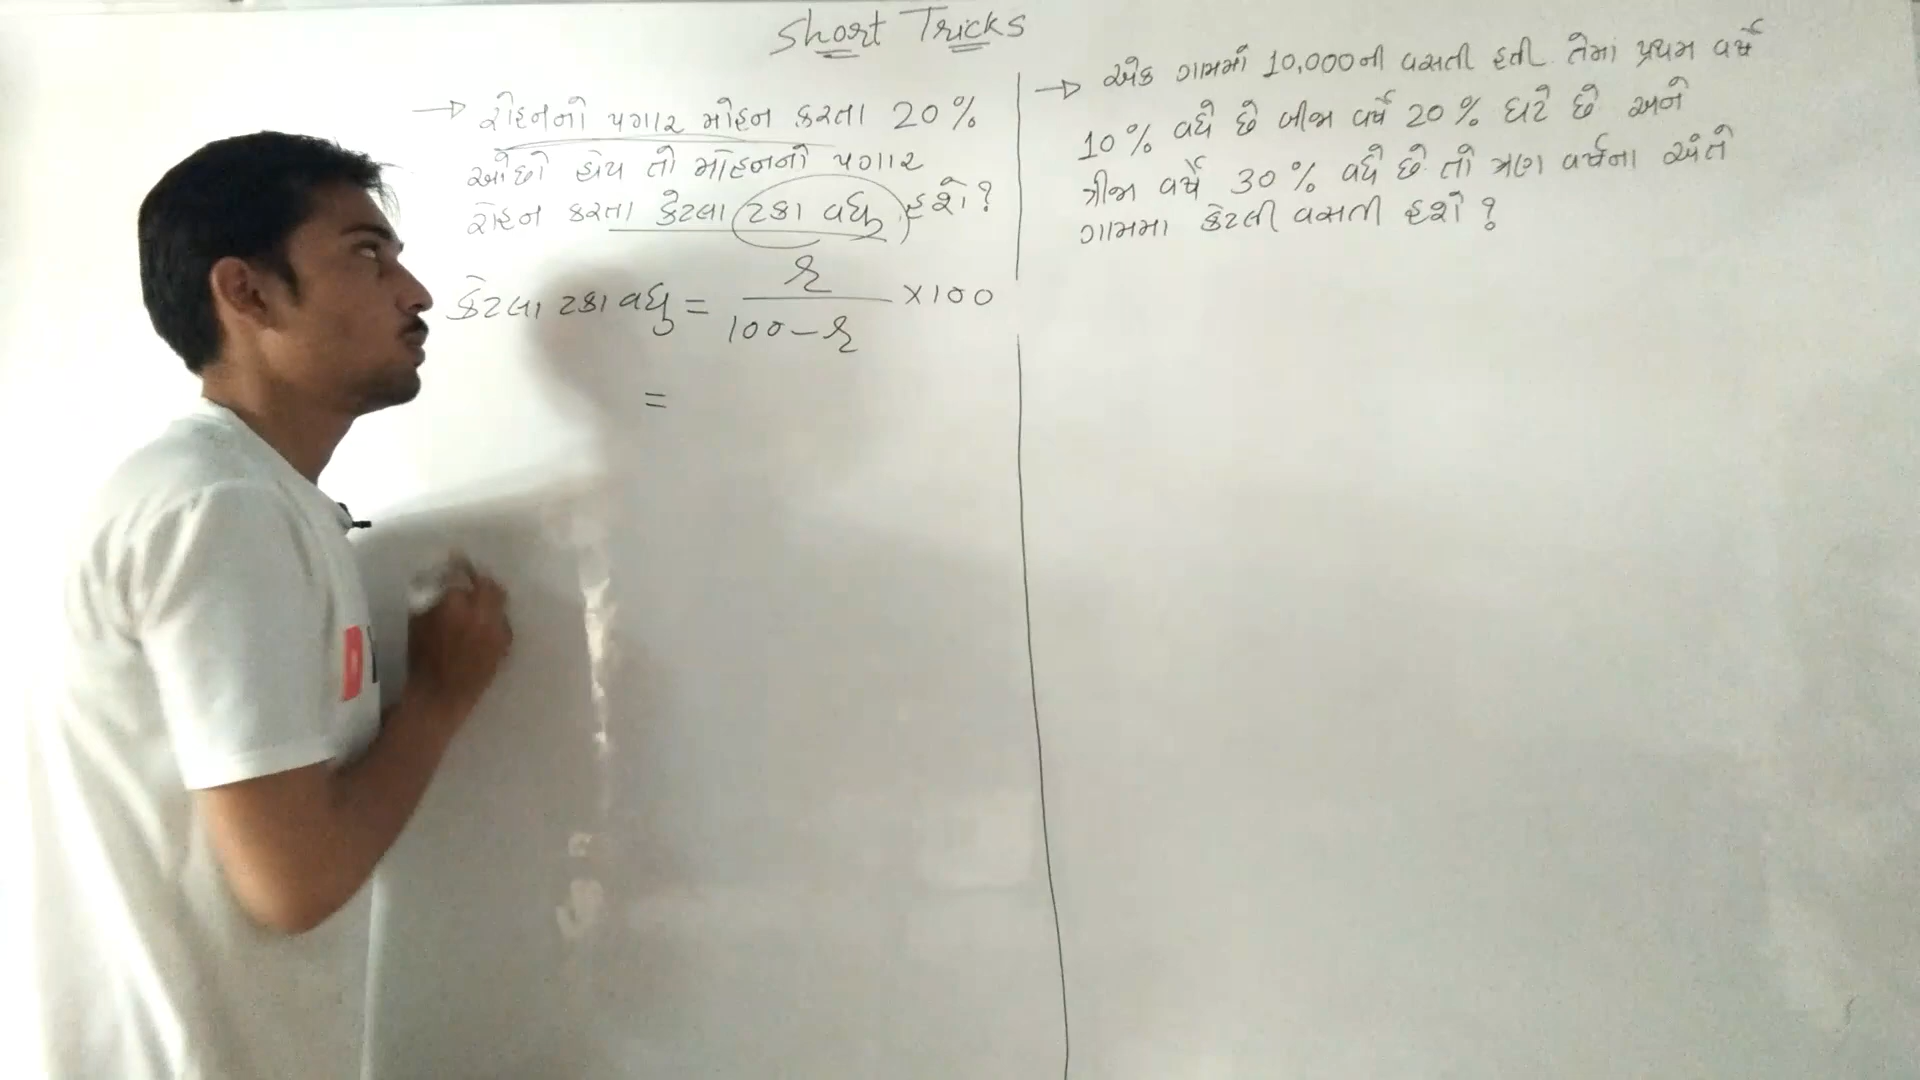 Short Tricks
→ રોહનનો પગાર મોહન કરતા 20%
ઓછો હોય તો મોહનનો પગાર
રોહન કરતા કેટલા ટકા વધુ હશે?
કેટલા ટકા વધુ = r / (100 - r) × 100
=
→ એક ગામમાં 10,000ની વસતી હતી. તેમાં પ્રથમ વર્ષે
10% વધે છે બીજા વર્ષે 20% ઘટે છે અને
ત્રીજા વર્ષે 30% વધે છે તો ત્રણ વર્ષના અંતે
ગામમા કેટલી વસતી હશે?